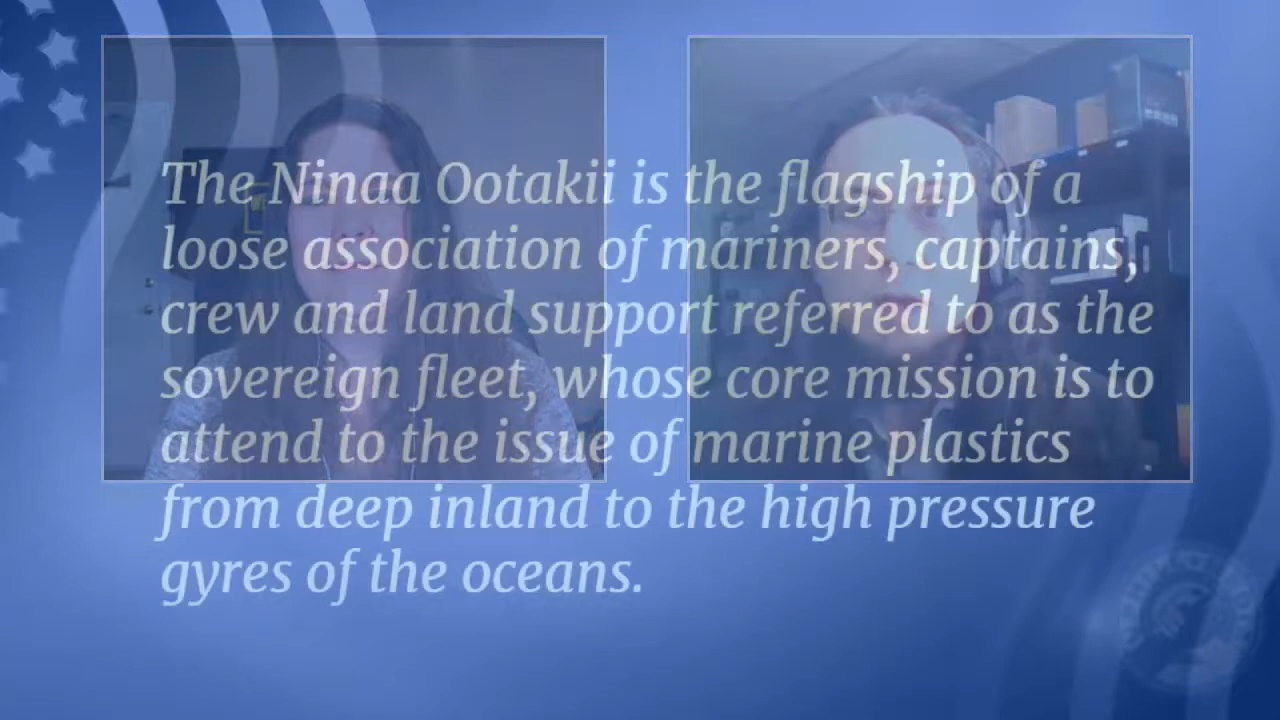 The Ninaa Ootakii is the flagship of a
loose association of mariners, captains,
crew and land support referred to as the
sovereign fleet, whose core mission is to
attend to the issue of marine plastics
from deep inland to the high pressure
gyres of the oceans.